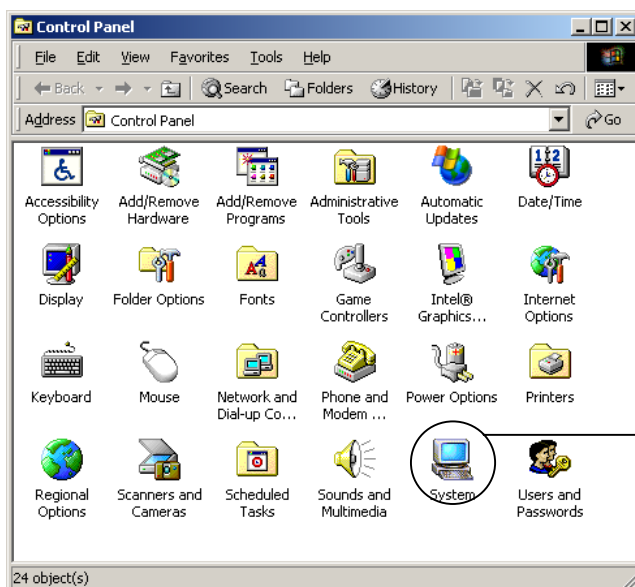 Control Panel
File Edit View Favorites Tools Help
Back Search Folders History
Address Control Panel Go
Accessibility Options
Add/Remove Hardware
Add/Remove Programs
Administrative Tools
Automatic Updates
Date/Time
Display
Folder Options
Fonts
Game Controllers
Intel® Graphics...
Internet Options
Keyboard
Mouse
Network and Dial-up Co...
Phone and Modem ...
Power Options
Printers
Regional Options
Scanners and Cameras
Scheduled Tasks
Sounds and Multimedia
System
Users and Passwords
24 object(s)